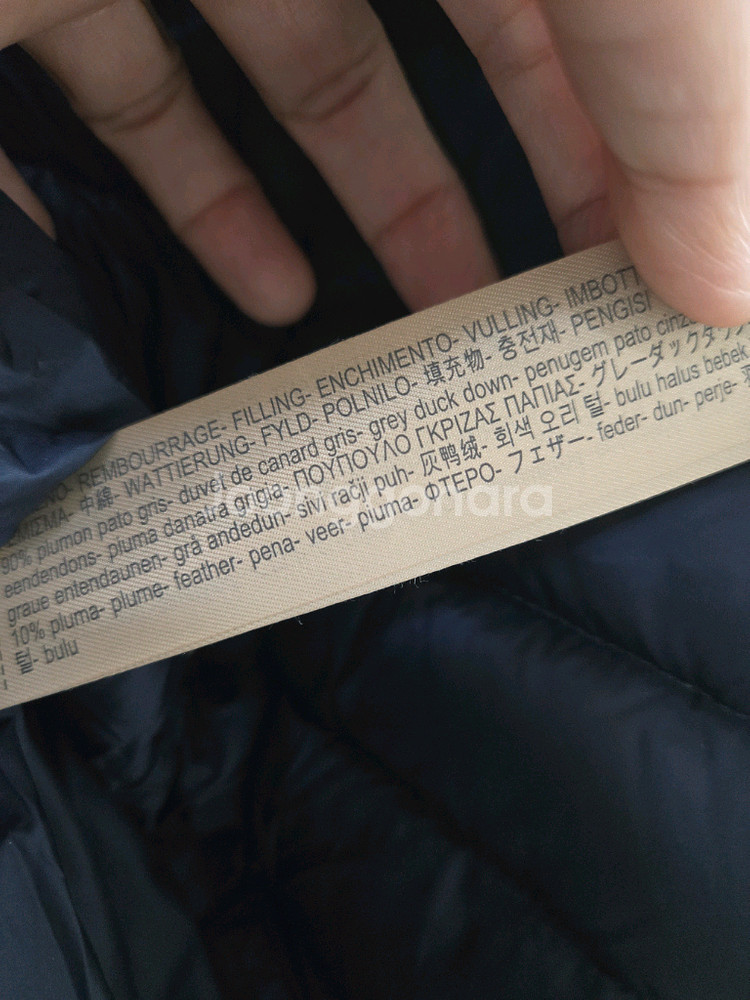 REMBOURRAGE- FILLING- ENCHIMENTO- VULLING- IMBOTT
中綿- WATTIERUNG- FYLD- POLNILO- 填充物- 충전재- PENGISI
90% plumon pato gris- duvet de canard gris- grey duck down- penugem pato cinz
eendendons- piuma danatra grigia- ΠΟΥΠΟΥΛΟ ΓΚΡΙΖΑΣ ΠΑΠΙΑΣ- グレーダックダウン
graue entendaunen- grå andedun- sivi račji puh- 灰鸭绒- 회색 오리 털- bulu halus bebek
10% pluma- plume- feather- pena- veer- piuma- ΦΤΕΡΟ- フェザー- feder- dun- perje-
털- bulu